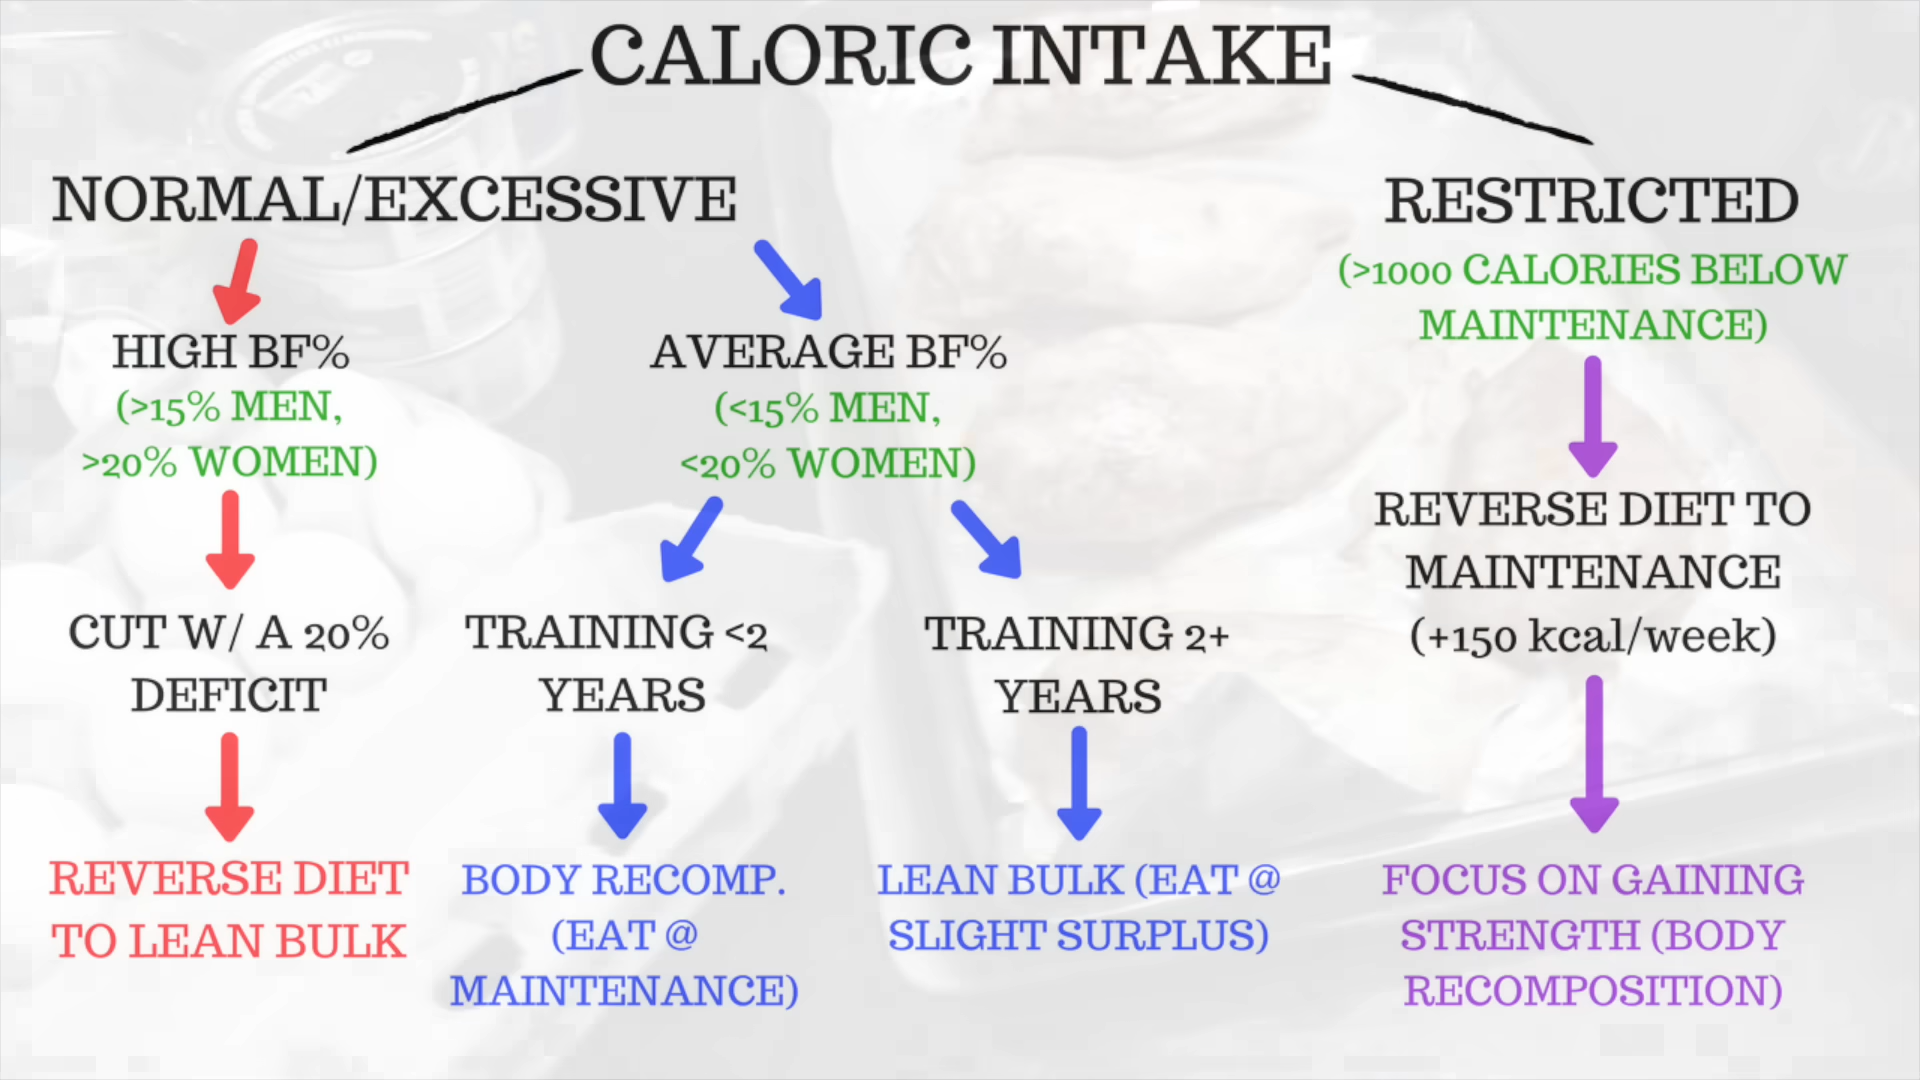 CALORIC INTAKE
NORMAL/EXCESSIVE
HIGH BF%
(>15% MEN,
>20% WOMEN)
CUT W/ A 20%
DEFICIT
REVERSE DIET
TO LEAN BULK
AVERAGE BF%
(<15% MEN,
<20% WOMEN)
TRAINING <2
YEARS
BODY RECOMP.
(EAT @
MAINTENANCE)
TRAINING 2+
YEARS
LEAN BULK (EAT @
SLIGHT SURPLUS)
RESTRICTED
(>1000 CALORIES BELOW
MAINTENANCE)
REVERSE DIET TO
MAINTENANCE
(+150 kcal/week)
FOCUS ON GAINING
STRENGTH (BODY
RECOMPOSITION)